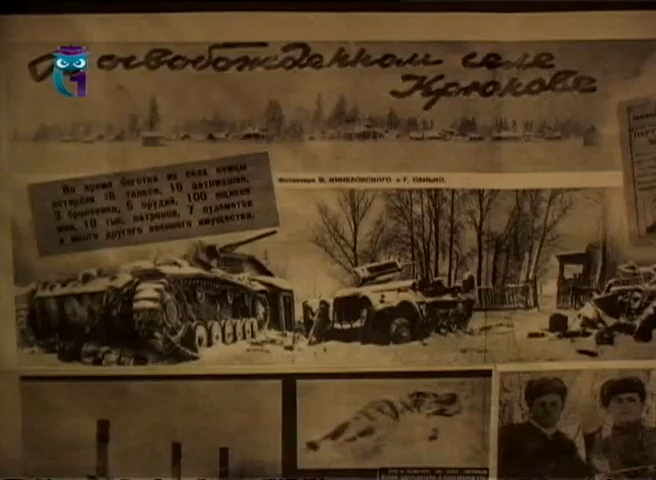 В освобожденном селе
Крюкове
Во время бегства из села немцы
потеряли 18 танков, 16 автомашин,
3 броневика, 5 орудий, 100 ящиков
мин, 10 тыс. патронов, 7 пулеметов
и много другого военного имущества.
Фотоочерк В. КИНЕЛОВСКОГО и Г. САНЬКО.